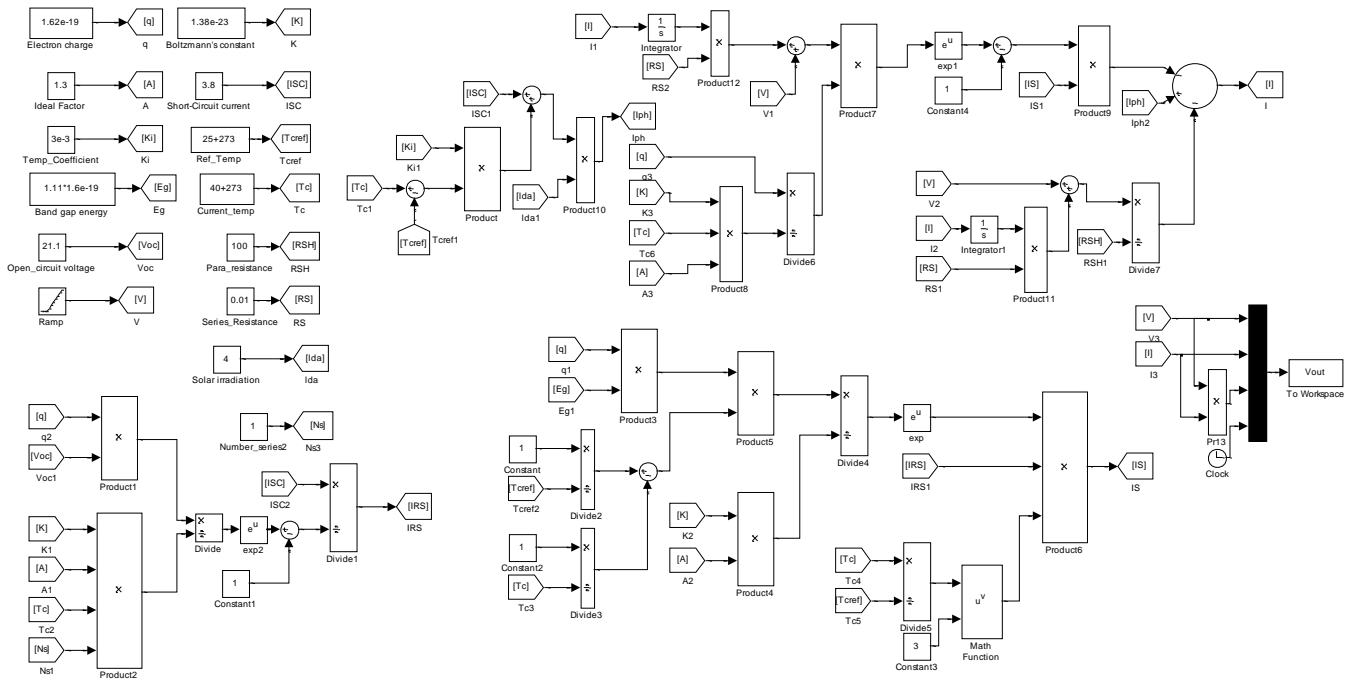 1.62e-19
Electron charge
[q]
q
1.38e-23
Boltzmann's constant
[K]
K
1.3
Ideal Factor
[A]
A
3.8
Short-Circuit current
[ISC]
ISC
3e-3
Temp_Coefficient
[Ki]
Ki
25+273
Ref_Temp
[Tcref]
Tcref
1.11*1.6e-19
Band gap energy
[Eg]
Eg
40+273
Current_temp
[Tc]
Tc
21.1
Open_circuit voltage
[Voc]
Voc
100
Para_resistance
[RSH]
RSH
Ramp
[V]
V
0.01
Series_Resistance
[RS]
RS
4
Solar irradiation
[Ida]
Ida
1
Number_series2
[Ns]
Ns3
[ISC]
ISC1
[Ki]
Ki1
[Tc]
Tc1
[Tcref]
Tcref1
×
Product
[Ida]
Ida1
×
Product10
[Iph]
Iph
[I]
I1
1
s
Integrator
[RS]
RS2
×
Product12
[V]
V1
[q]
q3
[K]
K3
[Tc]
Tc6
[A]
A3
×
Product8
×
÷
Divide6
×
Product7
e^u
exp1
1
Constant4
[IS]
IS1
×
Product9
[Iph]
Iph2
[I]
I
[V]
V2
[I]
I2
1
s
Integrator1
[RS]
RS1
×
Product11
[RSH]
RSH1
×
÷
Divide7
[V]
V3
[I]
I3
×
Pr13
Clock
Vout
To Workspace
[q]
q2
[Voc]
Voc1
×
Product1
[K]
K1
[A]
A1
[Tc]
Tc2
[Ns]
Ns1
×
Product2
×
÷
Divide
e^u
exp2
1
Constant1
[ISC]
ISC2
×
÷
Divide1
[IRS]
IRS
[q]
q1
[Eg]
Eg1
×
Product3
1
Constant
[Tcref]
Tcref2
×
÷
Divide2
1
Constant2
[Tc]
Tc3
×
÷
Divide3
×
Product5
[K]
K2
[A]
A2
×
Product4
×
÷
Divide4
e^u
exp
[IRS]
IRS1
[Tc]
Tc4
[Tcref]
Tc5
×
÷
Divide5
3
Constant3
u^v
Math
Function
×
Product6
[IS]
IS